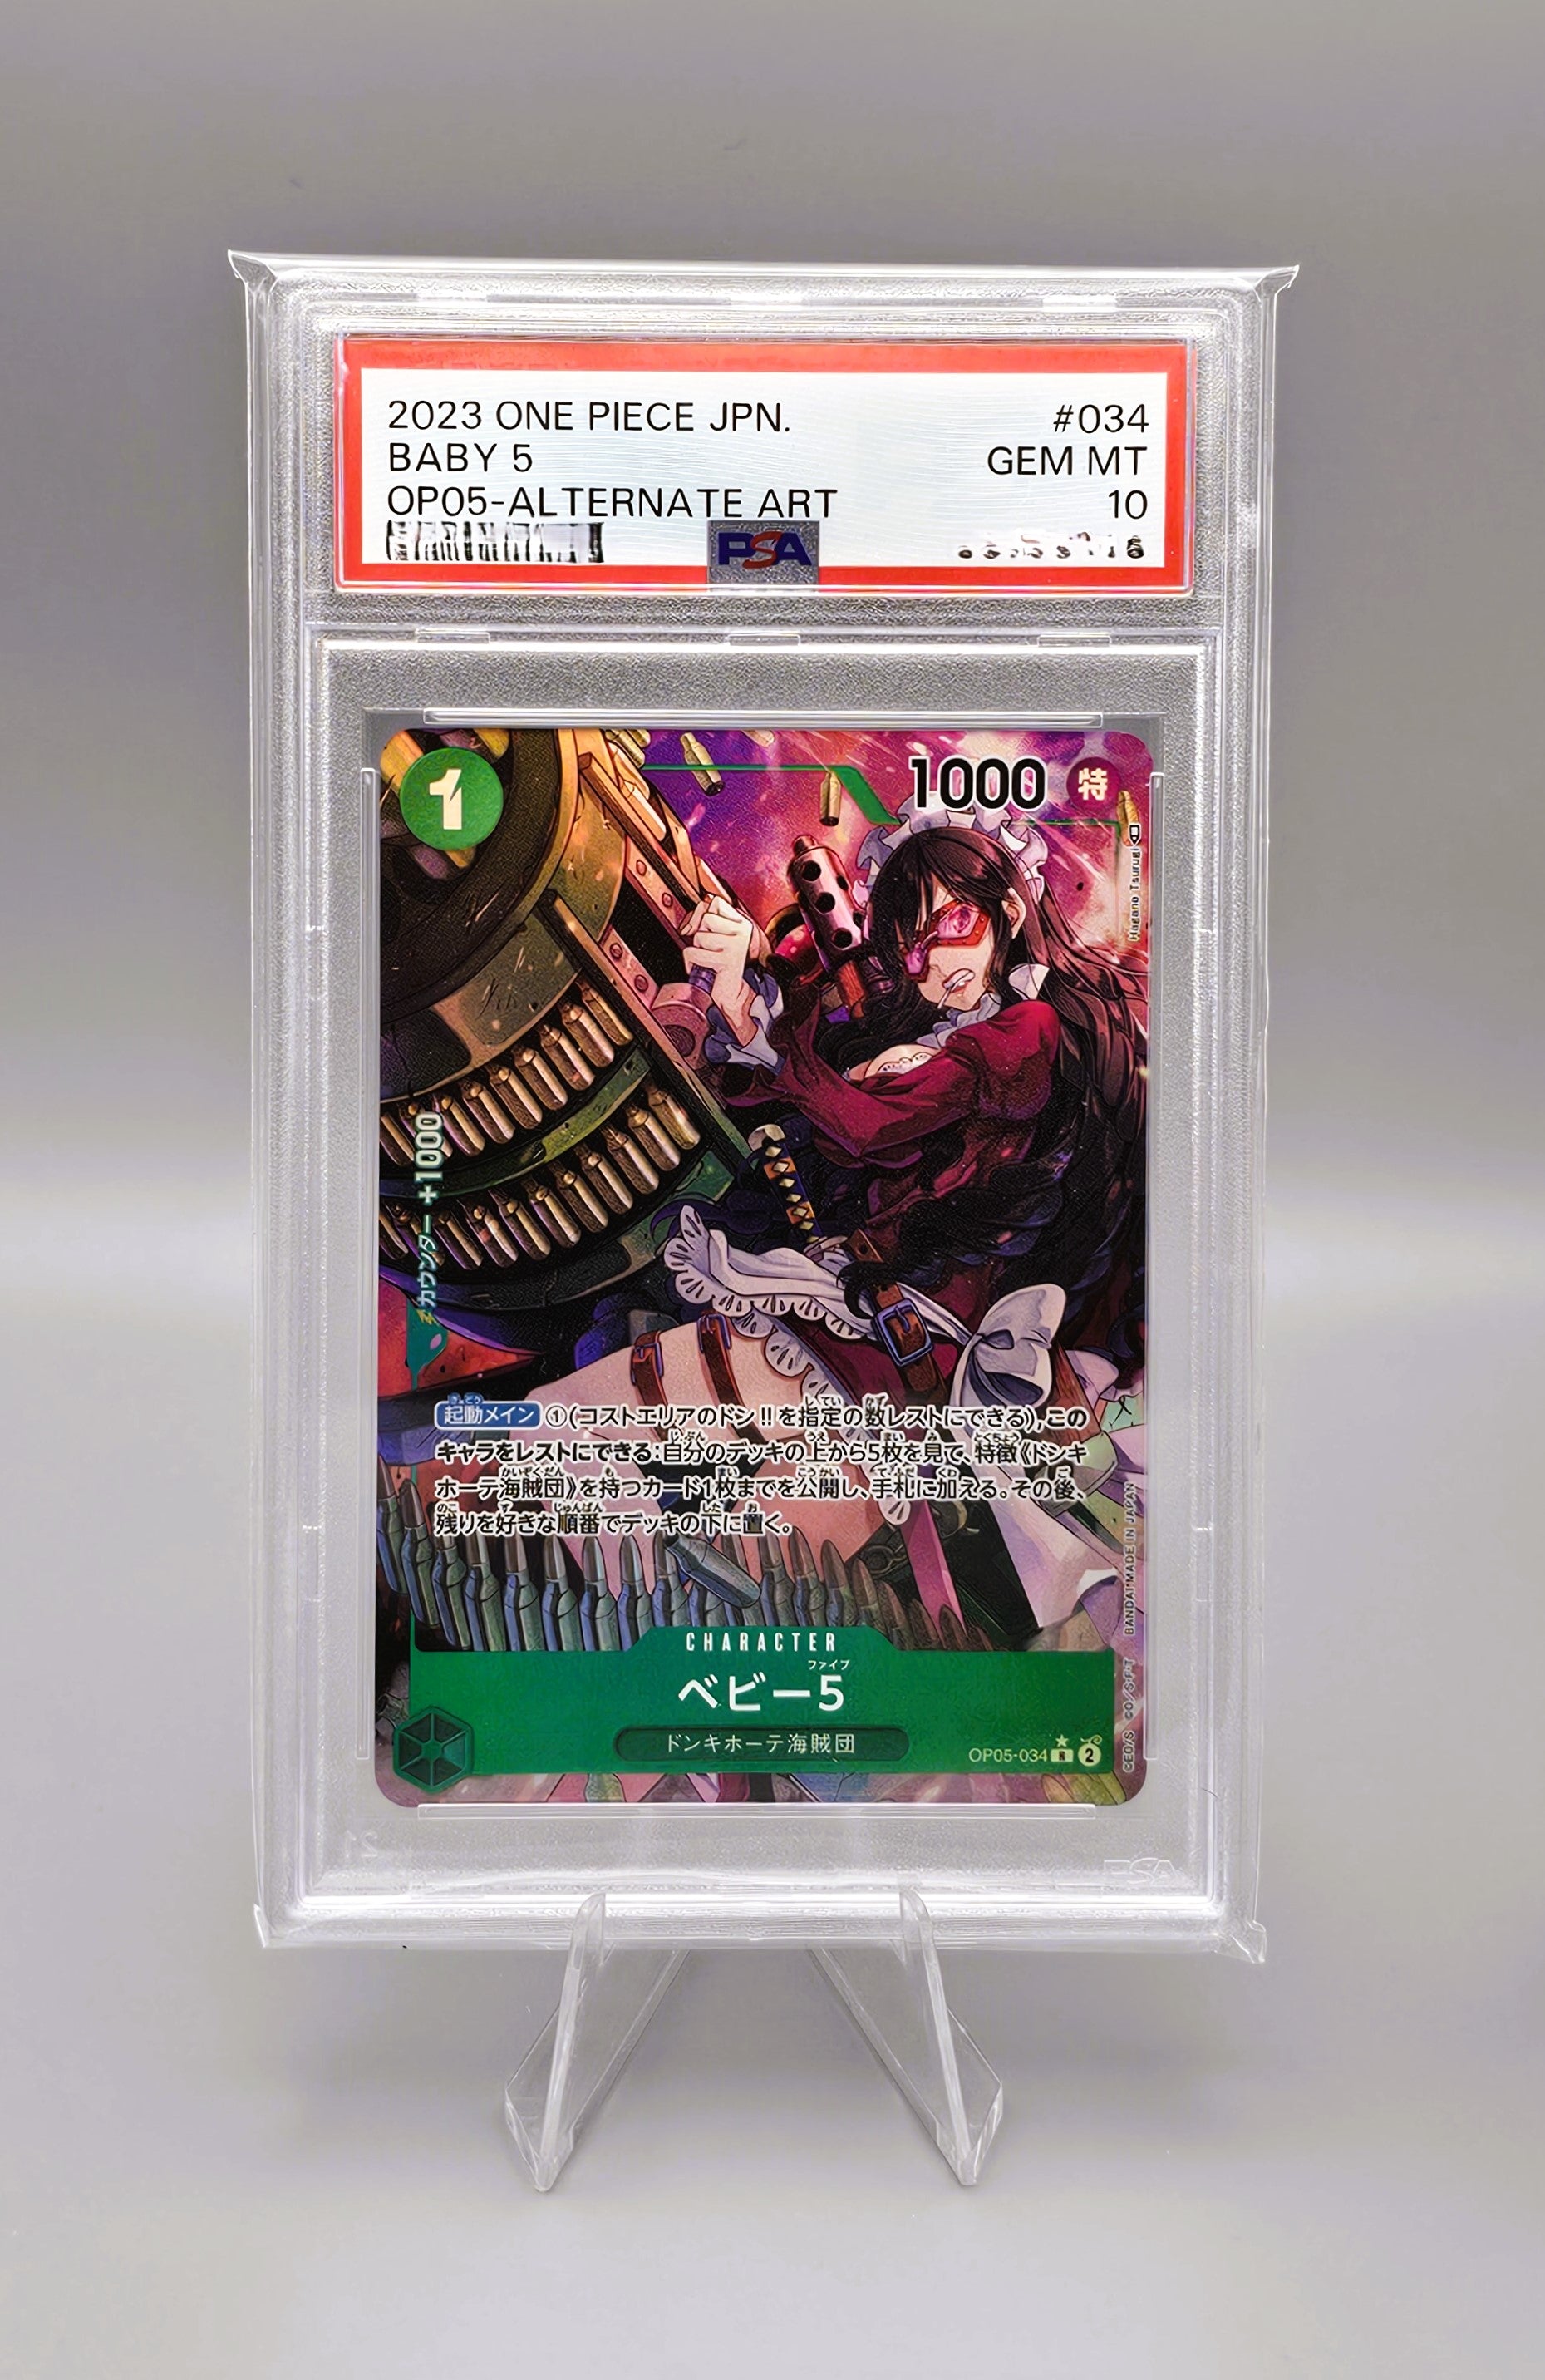 2023 ONE PIECE JPN. #034
BABY 5 GEM MT
OP05-ALTERNATE ART 10
PSA
1
1000 特
Hagane Tsurugi
カウンター +1000
起動メイン ①(コストエリアのドン!!を指定の数レストにできる),この
キャラをレストにできる:自分のデッキの上から5枚を見て、特徴《ドンキ
ホーテ海賊団》を持つカード1枚までを公開し、手札に加える。その後、
残りを好きな順番でデッキの下に置く。
CHARACTER
ベビー5
ファイブ
ドンキホーテ海賊団
OP05-034 R 2
©EO/S ©O/S·F·T BANDAI MADE IN JAPAN
PSA